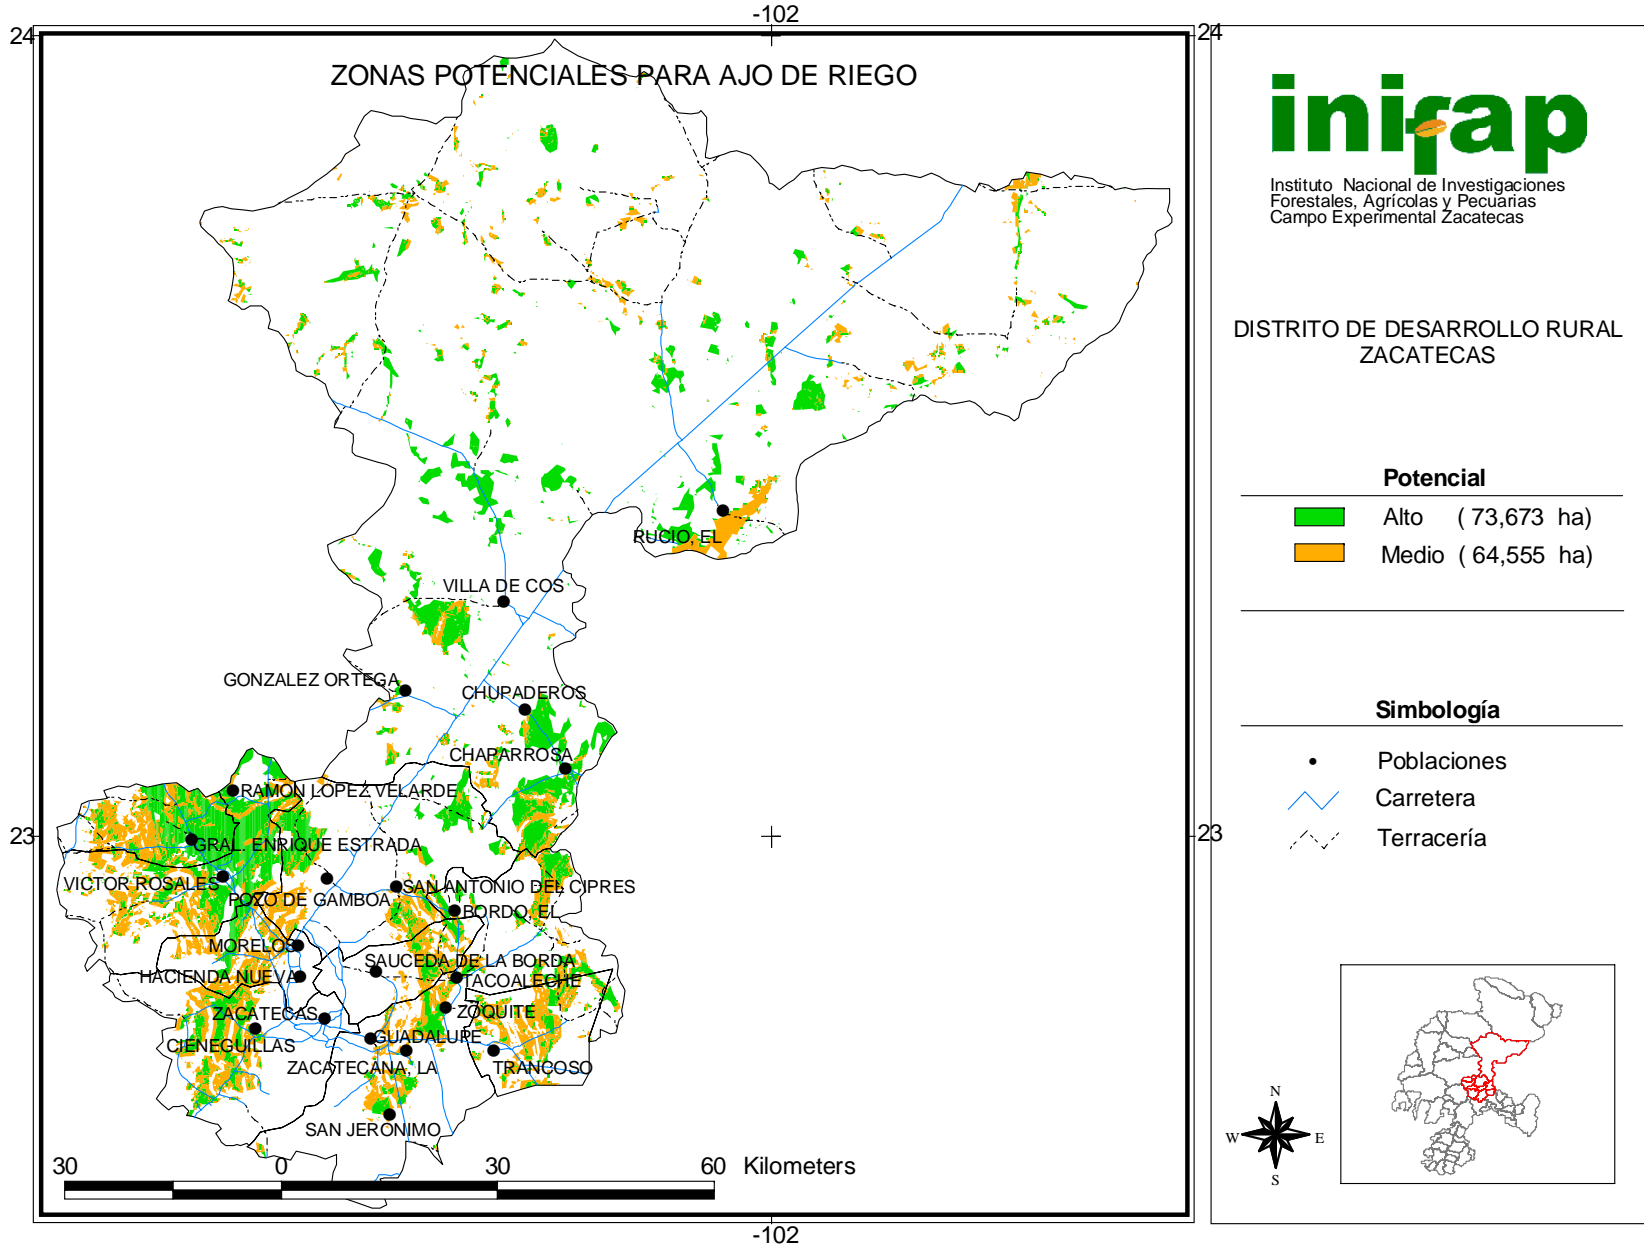 -102
24
24
ZONAS POTENCIALES PARA AJO DE RIEGO
RUCIO, EL
VILLA DE COS
GONZALEZ ORTEGA
CHUPADEROS
CHAPARROSA
RAMON LOPEZ VELARDE
23
23
GRAL. ENRIQUE ESTRADA
VICTOR ROSALES
SAN ANTONIO DEL CIPRES
POZO DE GAMBOA
BORDO, EL
MORELOS
SAUCEDA DE LA BORDA
HACIENDA NUEVA
TACOALECHE
ZACATECAS
ZOQUITE
GUADALUPE
CIENEGUILLAS
ZACATECANA, LA
TRANCOSO
SAN JERONIMO
30 0 30 60 Kilometers
-102
inifap
Instituto Nacional de Investigaciones
Forestales, Agrícolas y Pecuarias
Campo Experimental Zacatecas
DISTRITO DE DESARROLLO RURAL
ZACATECAS
Potencial
Alto ( 73,673 ha)
Medio ( 64,555 ha)
Simbología
Poblaciones
Carretera
Terracería
N
W E
S